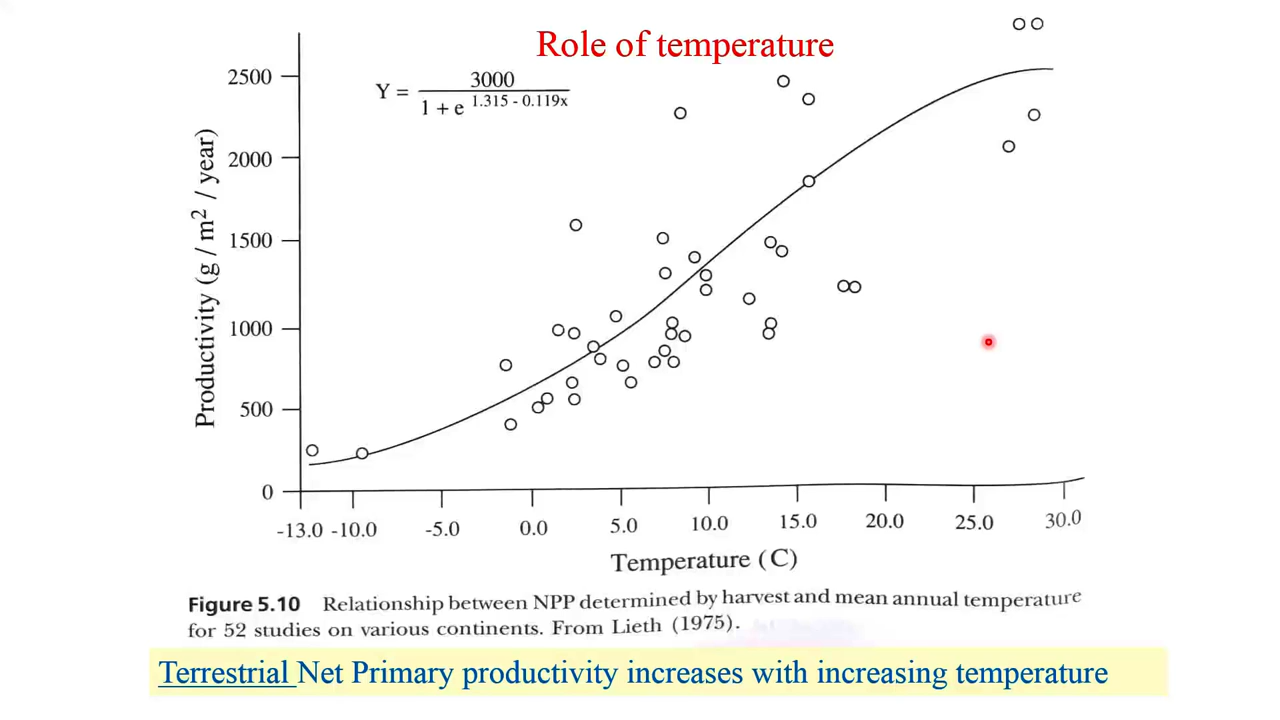 Role of temperature
Y = 3000
1 + e 1.315 - 0.119x
Productivity (g / m2 / year)
2500
2000
1500
1000
500
0
-13.0 -10.0 -5.0 0.0 5.0 10.0 15.0 20.0 25.0 30.0
Temperature (C)
Figure 5.10 Relationship between NPP determined by harvest and mean annual temperature
for 52 studies on various continents. From Lieth (1975).
Terrestrial Net Primary productivity increases with increasing temperature